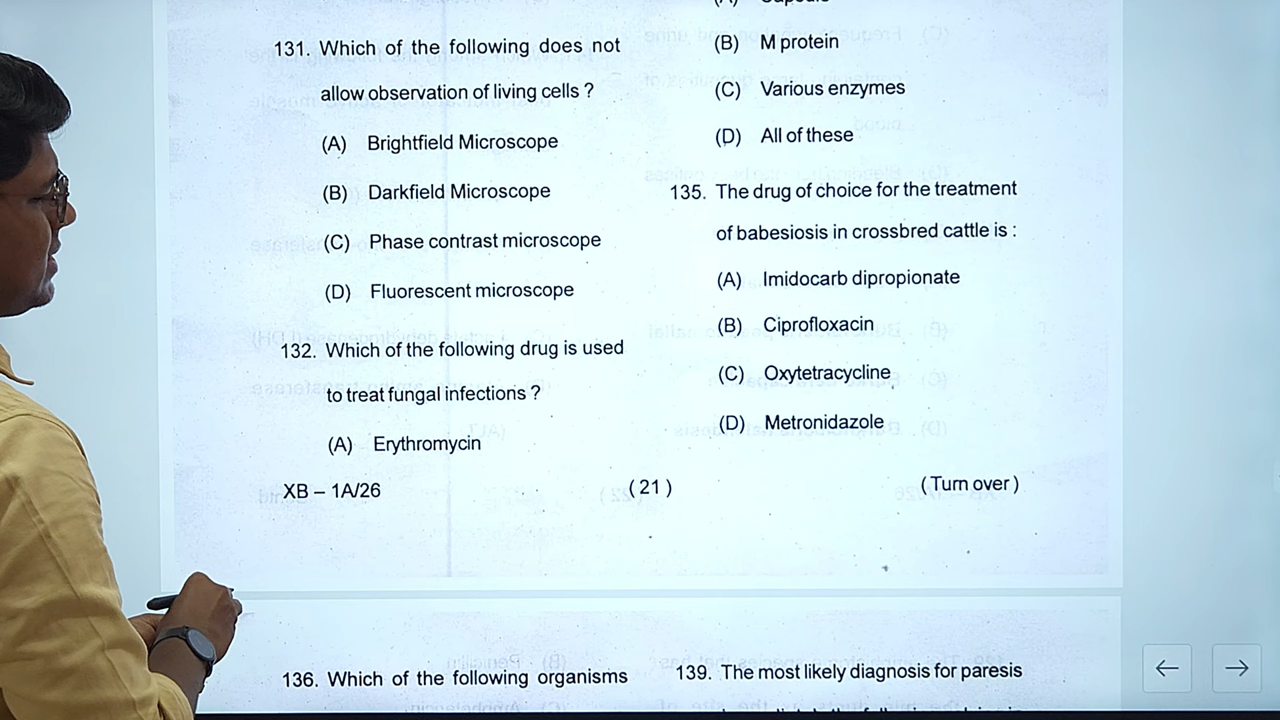 131. Which of the following does not
allow observation of living cells ?
(A) Brightfield Microscope
(B) Darkfield Microscope
(C) Phase contrast microscope
(D) Fluorescent microscope
132. Which of the following drug is used
to treat fungal infections ?
(A) Erythromycin
(B) M protein
(C) Various enzymes
(D) All of these
135. The drug of choice for the treatment
of babesiosis in crossbred cattle is :
(A) Imidocarb dipropionate
(B) Ciprofloxacin
(C) Oxytetracycline
(D) Metronidazole
XB – 1A/26 (21) (Turn over)
136. Which of the following organisms
139. The most likely diagnosis for paresis